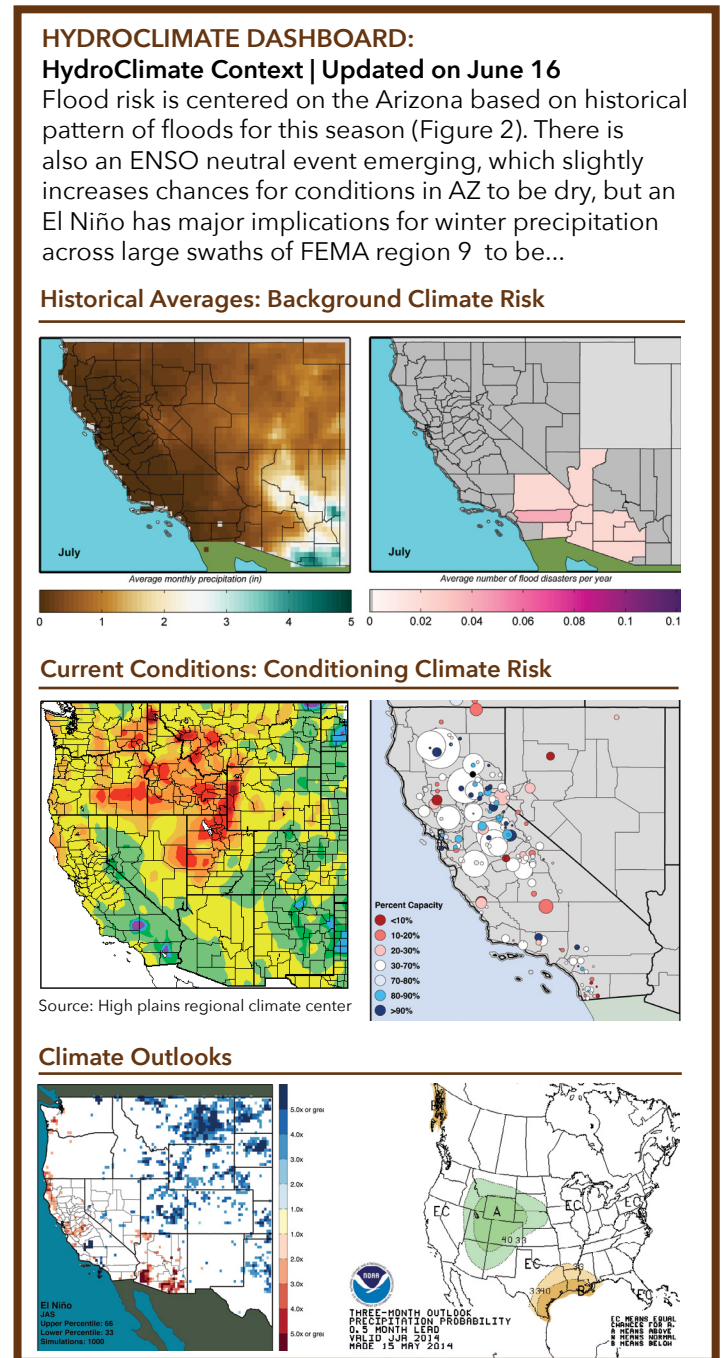 HYDROCLIMATE DASHBOARD:
HydroClimate Context | Updated on June 16
Flood risk is centered on the Arizona based on historical
pattern of floods for this season (Figure 2). There is
also an ENSO neutral event emerging, which slightly
increases chances for conditions in AZ to be dry, but an
El Niño has major implications for winter precipitation
across large swaths of FEMA region 9 to be...
Historical Averages: Background Climate Risk
July
Average monthly precipitation (in)
0 1 2 3 4 5
July
Average number of flood disasters per year
0 0.02 0.04 0.06 0.08 0.1 0.1
Current Conditions: Conditioning Climate Risk
Source: High plains regional climate center
Percent Capacity
<10%
10-20%
20-30%
30-70%
70-80%
80-90%
>90%
Climate Outlooks
El Niño
JAS
Upper Percentile: 66
Lower Percentile: 33
Simulations: 1000
5.0x or grea
4.0x
3.0x
2.0x
1.0x
1.0x
2.0x
3.0x
4.0x
5.0x or grea
EC
A
EC
EC
40 33
EC
33
3340
B
EC
NOAA
THREE-MONTH OUTLOOK
PRECIPITATION PROBABILITY
0.5 MONTH LEAD
VALID JJA 2014
MADE 15 MAY 2014
EC MEANS EQUAL
CHANCES FOR A,
A MEANS ABOVE
N MEANS NORMAL
B MEANS BELOW